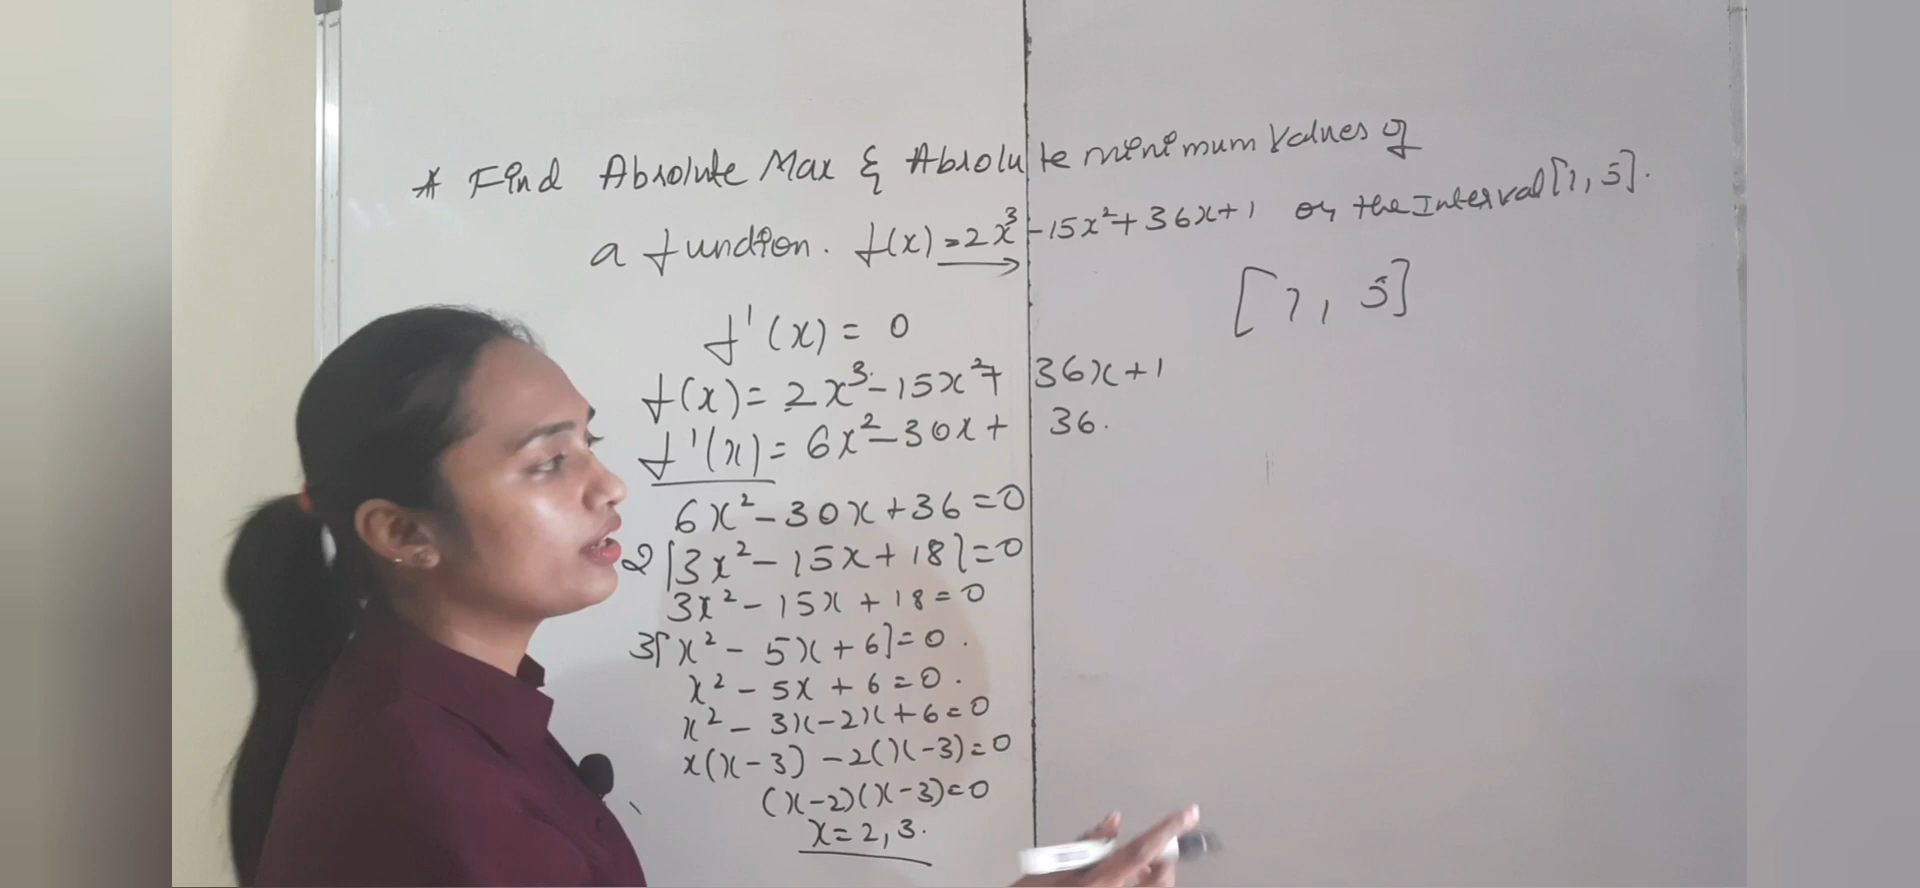 * Find Absolute Max & Absolute minimum Values of
a function. f(x) = 2x³ - 15x² + 36x + 1 on the Interval [1, 5].
[1, 5]
f'(x) = 0
f(x) = 2x³ - 15x² + 36x + 1
f'(x) = 6x² - 30x + 36.
6x² - 30x + 36 = 0
2[3x² - 15x + 18] = 0
3x² - 15x + 18 = 0
3[x² - 5x + 6] = 0.
x² - 5x + 6 = 0.
x² - 3x - 2x + 6 = 0
x(x - 3) - 2(x - 3) = 0
(x - 2)(x - 3) = 0
x = 2, 3.